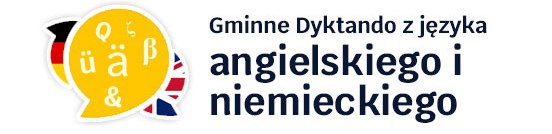 Q ζ
ü ä β
&
Gminne Dyktando z języka
angielskiego i
niemieckiego